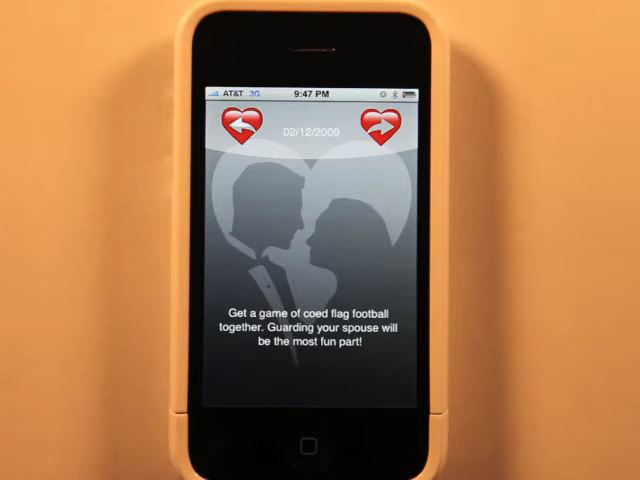 AT&T 3G 9:47 PM
02/12/2009
Get a game of coed flag football
together. Guarding your spouse will
be the most fun part!